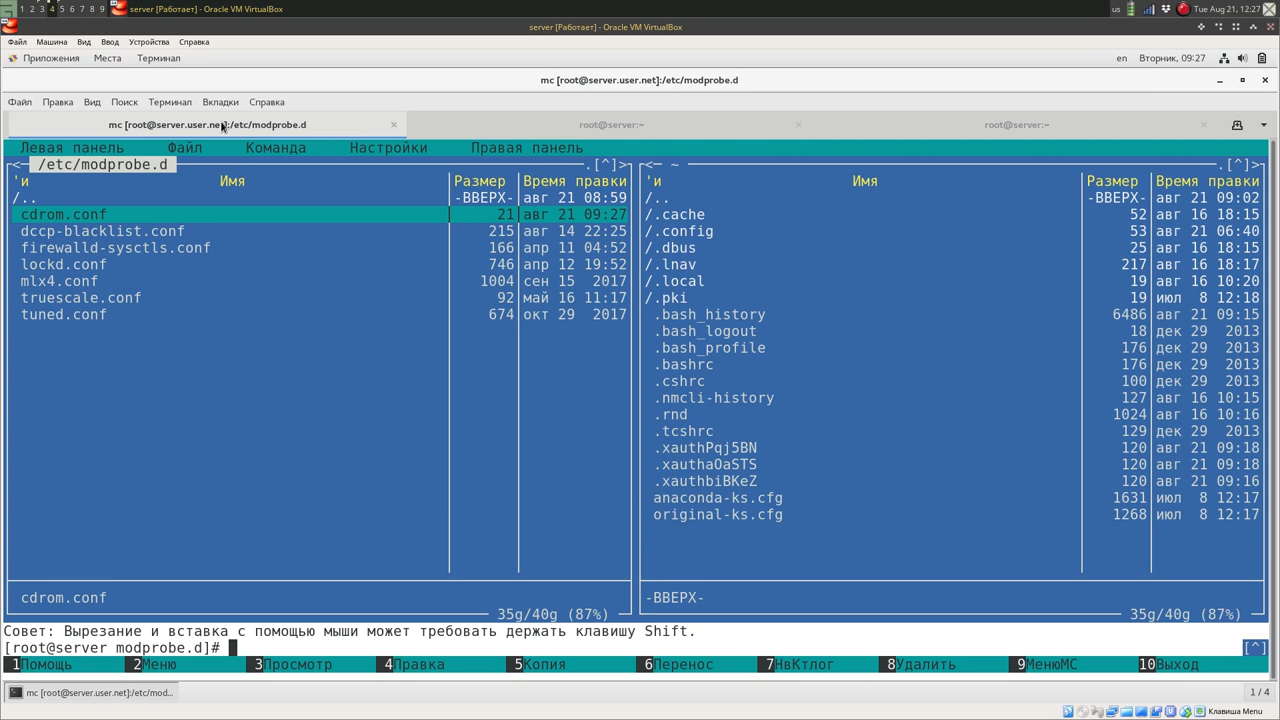 1 2 3 4 5 6 7 8 9 server [Работает] - Oracle VM VirtualBox us Tue Aug 21, 12:27
server [Работает] - Oracle VM VirtualBox
Файл Машина Вид Ввод Устройства Справка
Приложения Места Терминал en Вторник, 09:27
mc [root@server.user.net]:/etc/modprobe.d
Файл Правка Вид Поиск Терминал Вкладки Справка
mc [root@server.user.net]:/etc/modprobe.d × root@server:~ × root@server:~ ×
Левая панель Файл Команда Настройки Правая панель
<─ /etc/modprobe.d .[^]> <─ ~ .[^]>
'и Имя Размер Время правки 'и Имя Размер Время правки
/.. -ВВЕРХ- авг 21 08:59 /.. -ВВЕРХ- авг 21 09:02
cdrom.conf 21 авг 21 09:27 /.cache 52 авг 16 18:15
dccp-blacklist.conf 215 авг 14 22:25 /.config 53 авг 21 06:40
firewalld-sysctls.conf 166 апр 11 04:52 /.dbus 25 авг 16 18:15
lockd.conf 746 апр 12 19:52 /.lnav 217 авг 16 18:17
mlx4.conf 1004 сен 15 2017 /.local 19 авг 16 10:20
truescale.conf 92 май 16 11:17 /.pki 19 июл 8 12:18
tuned.conf 674 окт 29 2017 .bash_history 6486 авг 21 09:15
.bash_logout 18 дек 29 2013
.bash_profile 176 дек 29 2013
.bashrc 176 дек 29 2013
.cshrc 100 дек 29 2013
.nmcli-history 127 авг 16 10:15
.rnd 1024 авг 16 10:16
.tcshrc 129 дек 29 2013
.xauthPqj5BN 120 авг 21 09:18
.xauthaOaSTS 120 авг 21 09:18
.xauthbiBKeZ 120 авг 21 09:16
anaconda-ks.cfg 1631 июл 8 12:17
original-ks.cfg 1268 июл 8 12:17
cdrom.conf -ВВЕРХ-
35g/40g (87%) 35g/40g (87%)
Совет: Вырезание и вставка с помощью мыши может требовать держать клавишу Shift.
[root@server modprobe.d]# [^]
1Помощь 2Меню 3Просмотр 4Правка 5Копия 6Перенос 7НвКтлог 8Удалить 9МенюМС 10Выход
mc [root@server.user.net]:/etc/mod... 1 / 4
Клавиша Menu